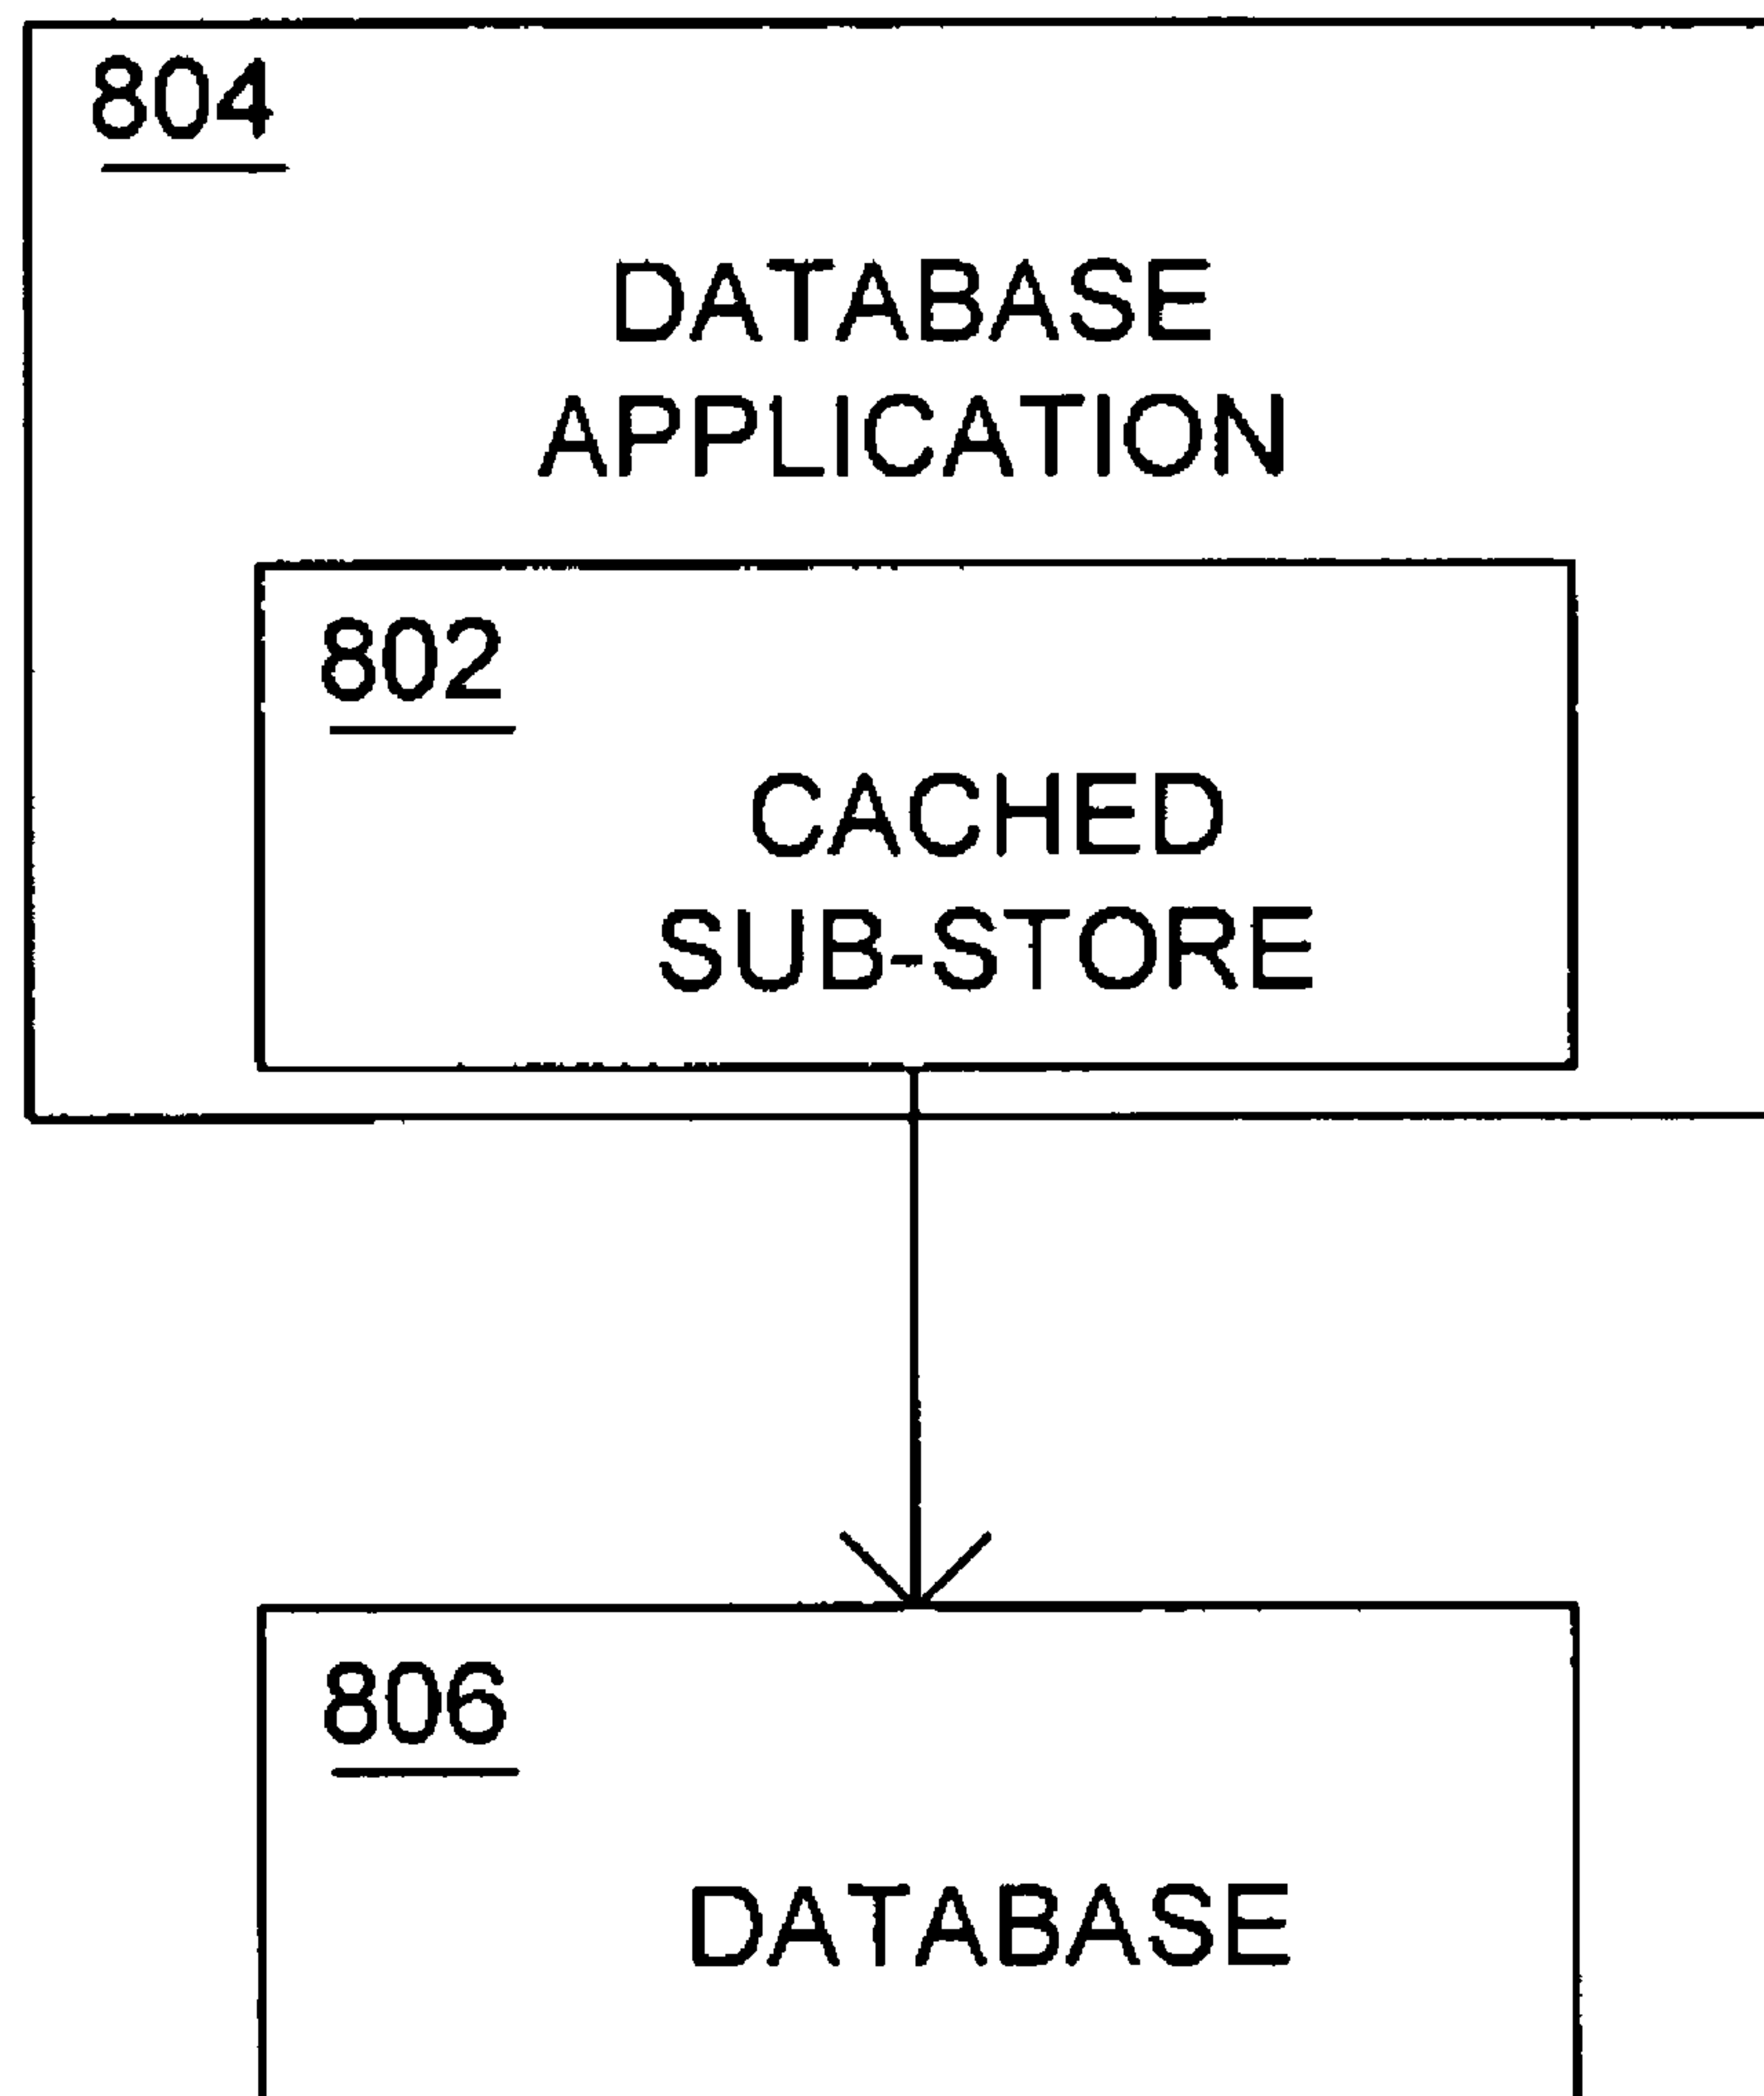 804
DATABASE
APPLICATION
802
CACHED
SUB-STORE
806
DATABASE